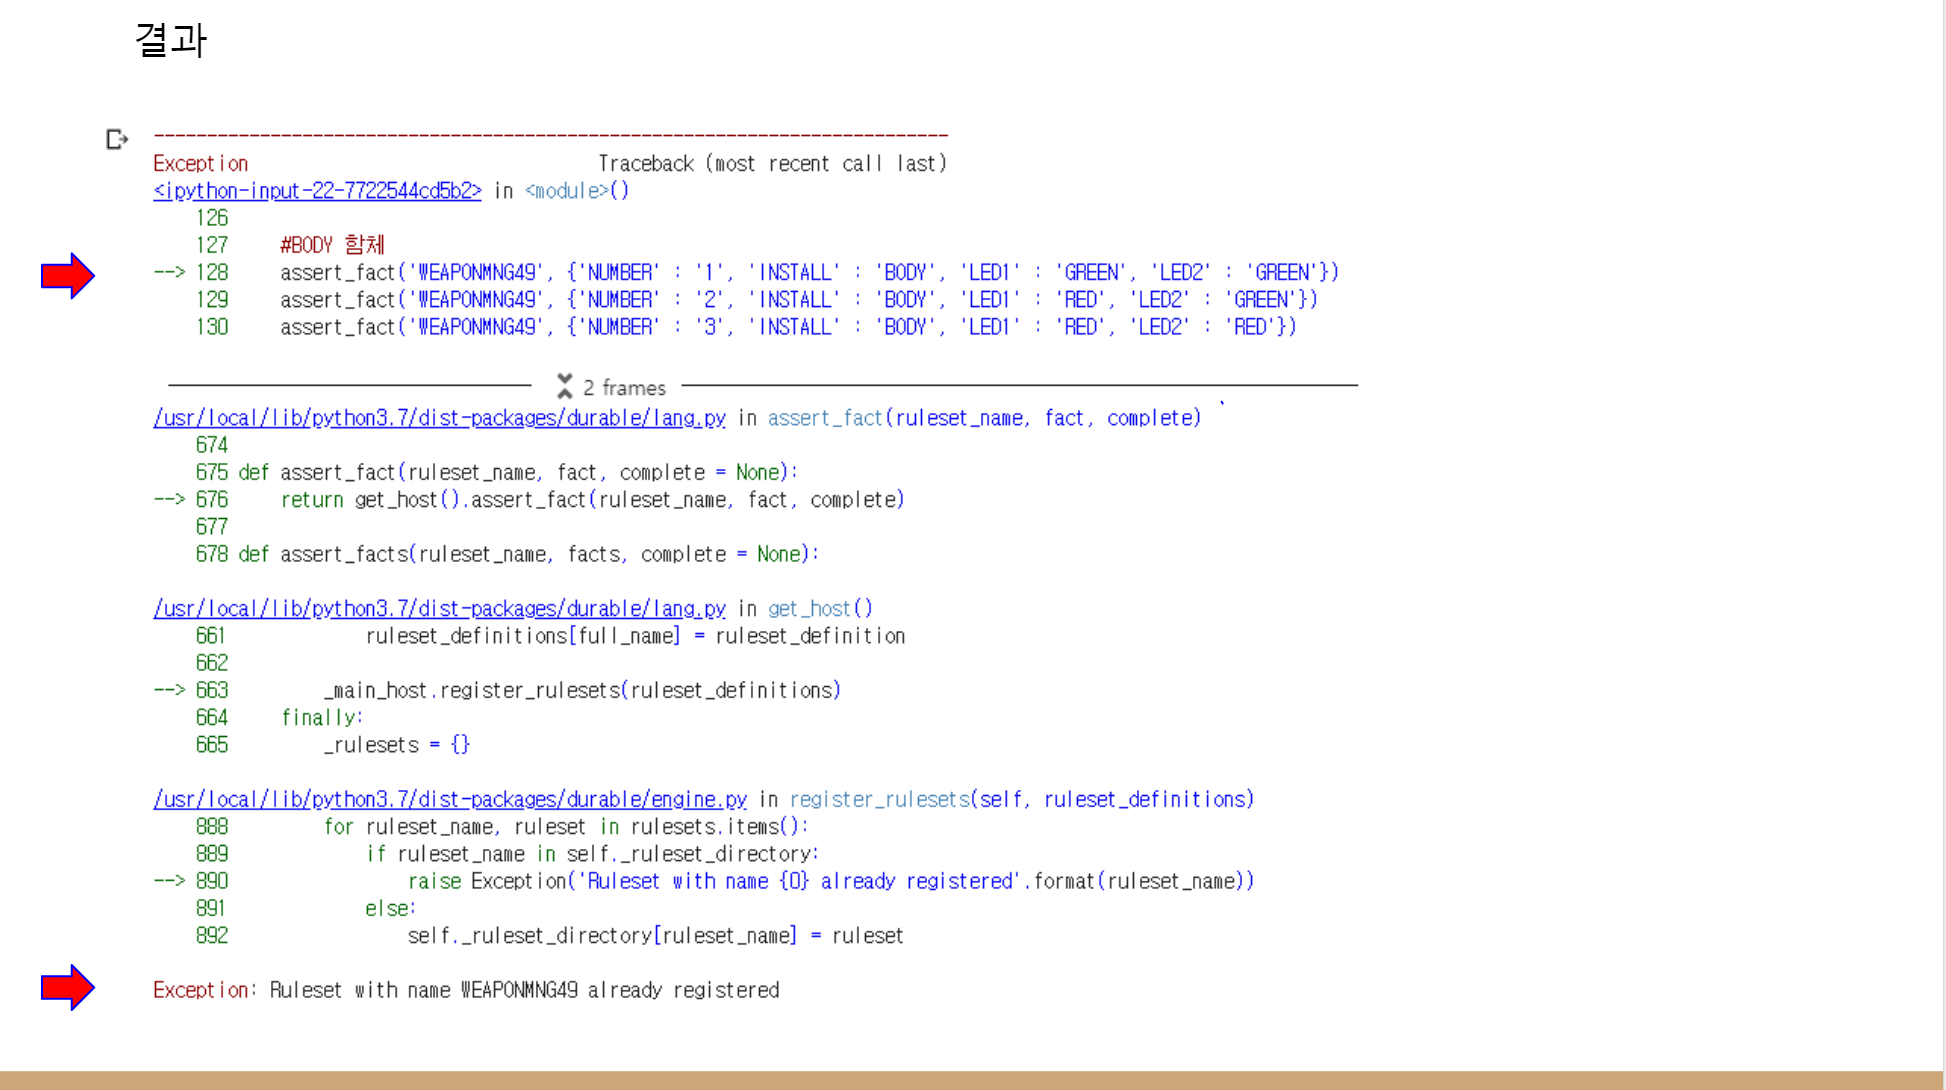 결과
---------------------------------------------------------------------------
Exception                                 Traceback (most recent call last)
<ipython-input-22-7722544cd5b2> in <module>()
    126
    127     #BODY 함체
--> 128     assert_fact('WEAPONMNG49', {'NUMBER' : '1', 'INSTALL' : 'BODY', 'LED1' : 'GREEN', 'LED2' : 'GREEN'})
    129     assert_fact('WEAPONMNG49', {'NUMBER' : '2', 'INSTALL' : 'BODY', 'LED1' : 'RED', 'LED2' : 'GREEN'})
    130     assert_fact('WEAPONMNG49', {'NUMBER' : '3', 'INSTALL' : 'BODY', 'LED1' : 'RED', 'LED2' : 'RED'})
2 frames
/usr/local/lib/python3.7/dist-packages/durable/lang.py in assert_fact(ruleset_name, fact, complete)
    674
    675 def assert_fact(ruleset_name, fact, complete = None):
--> 676     return get_host().assert_fact(ruleset_name, fact, complete)
    677
    678 def assert_facts(ruleset_name, facts, complete = None):
/usr/local/lib/python3.7/dist-packages/durable/lang.py in get_host()
    661             ruleset_definitions[full_name] = ruleset_definition
    662
--> 663         _main_host.register_rulesets(ruleset_definitions)
    664     finally:
    665         _rulesets = {}
/usr/local/lib/python3.7/dist-packages/durable/engine.py in register_rulesets(self, ruleset_definitions)
    888         for ruleset_name, ruleset in rulesets.items():
    889             if ruleset_name in self._ruleset_directory:
--> 890                 raise Exception('Ruleset with name {0} already registered'.format(ruleset_name))
    891             else:
    892                 self._ruleset_directory[ruleset_name] = ruleset
Exception: Ruleset with name WEAPONMNG49 already registered